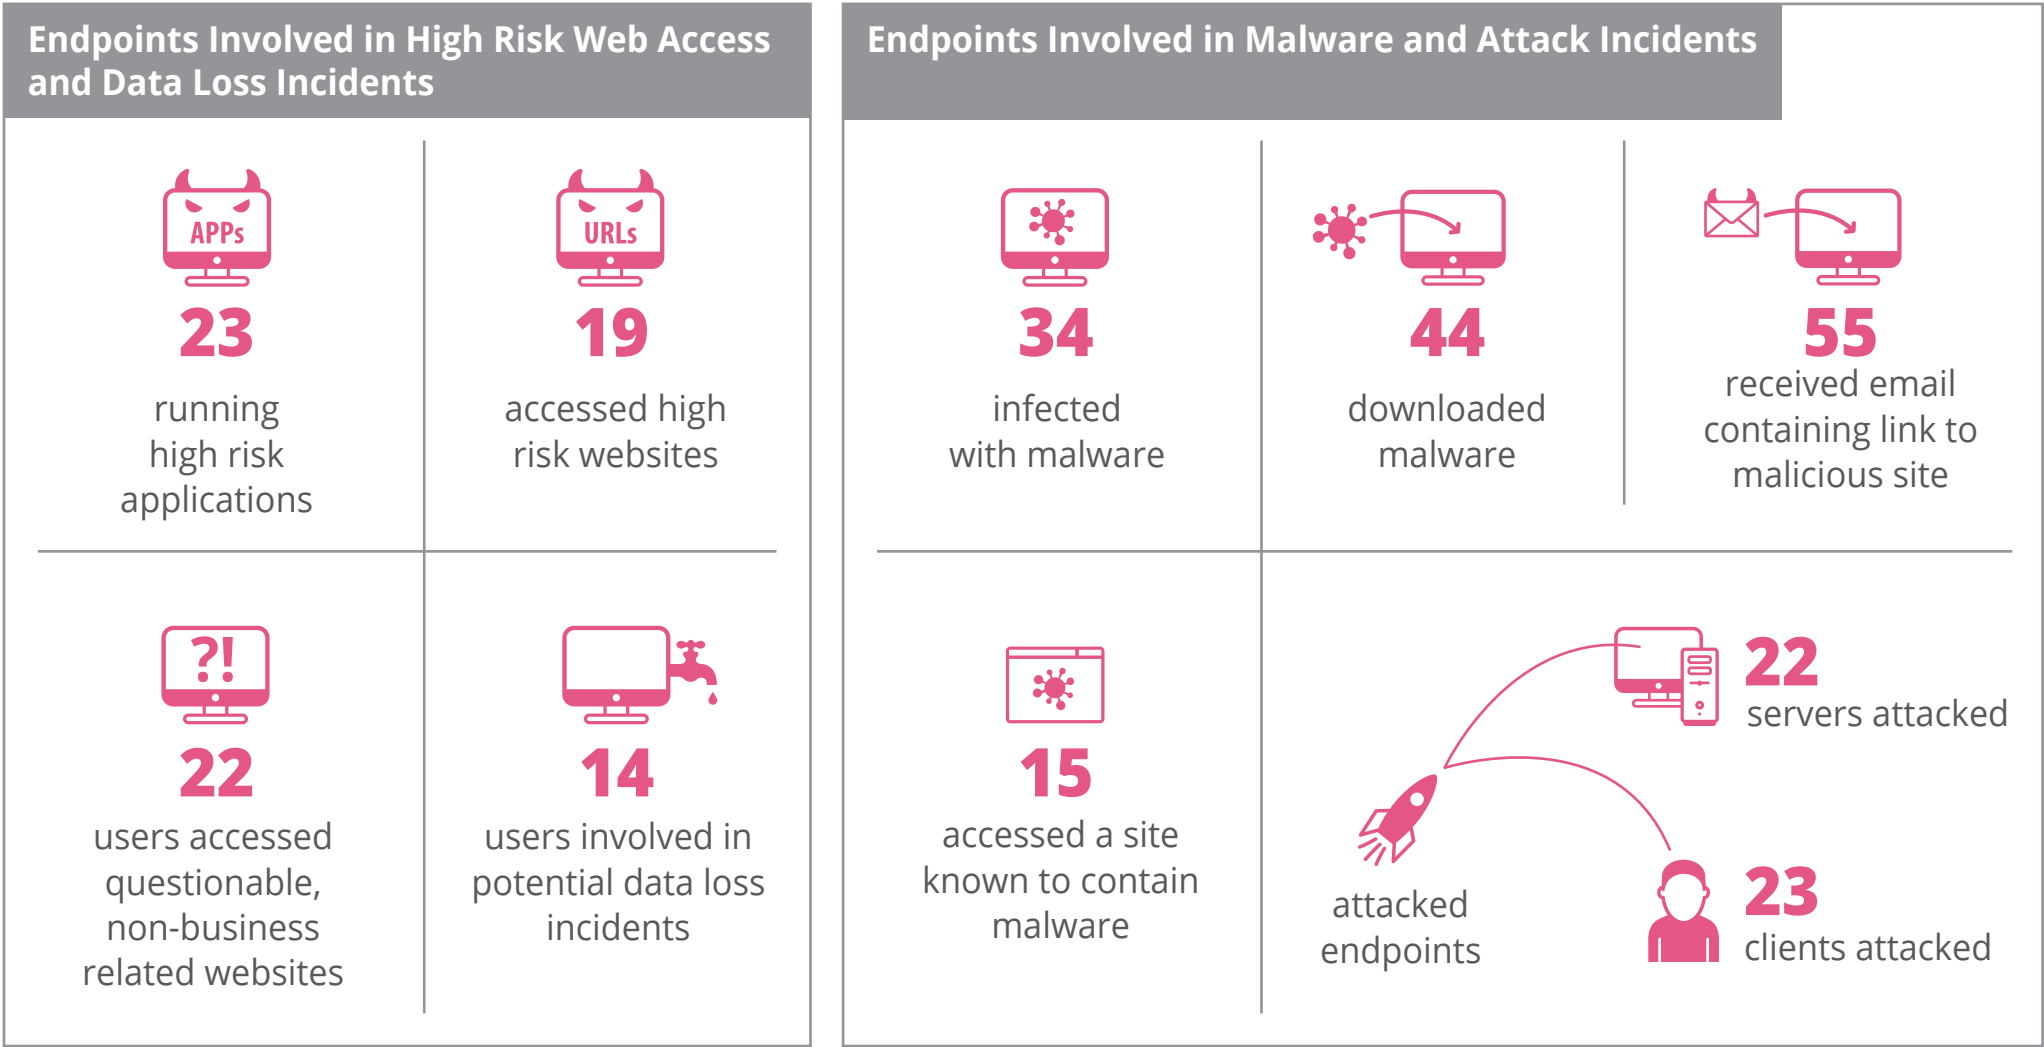 Endpoints Involved in High Risk Web Access
and Data Loss Incidents
APPs
23
running
high risk
applications
URLs
19
accessed high
risk websites
?!
22
users accessed
questionable,
non-business
related websites
14
users involved in
potential data loss
incidents
Endpoints Involved in Malware and Attack Incidents
34
infected
with malware
44
downloaded
malware
55
received email
containing link to
malicious site
15
accessed a site
known to contain
malware
attacked
endpoints
22
servers attacked
23
clients attacked